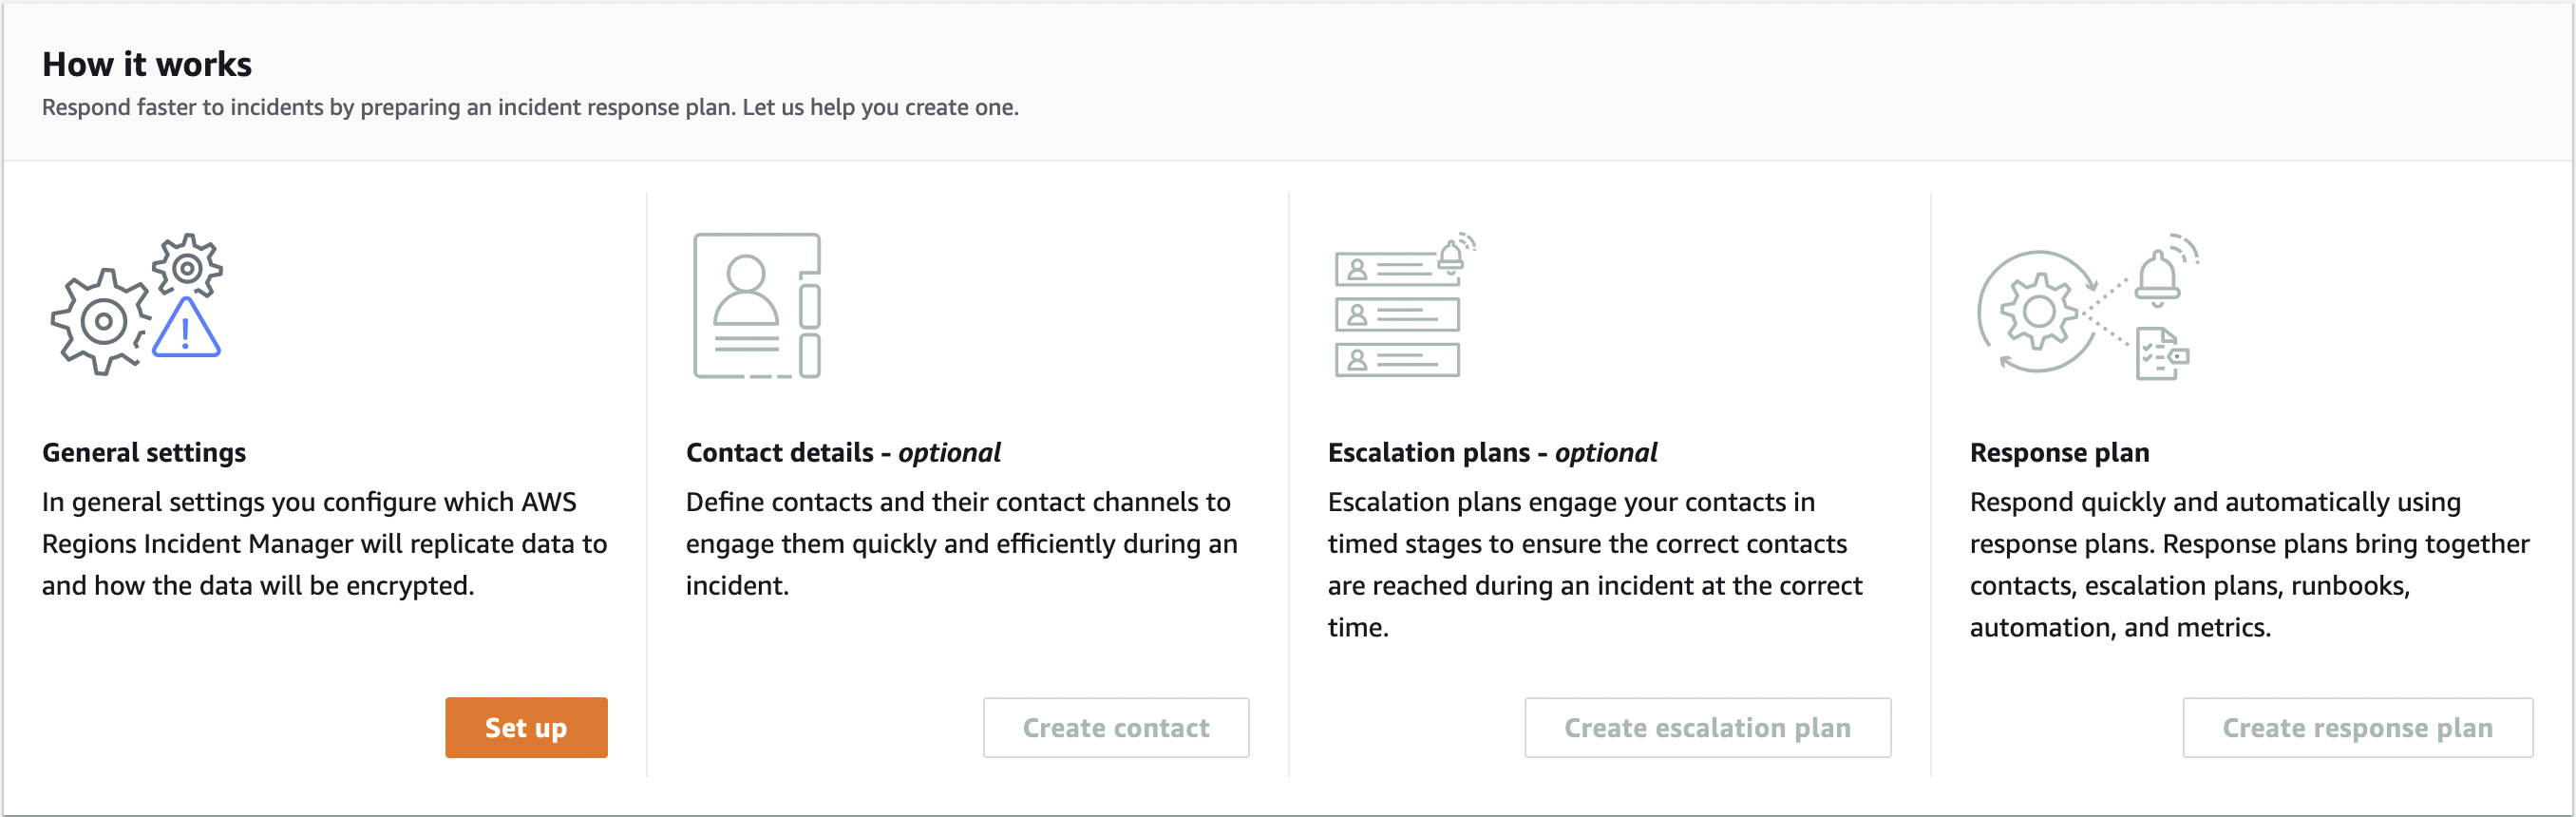 How it works
Respond faster to incidents by preparing an incident response plan. Let us help you create one.
General settings
In general settings you configure which AWS
Regions Incident Manager will replicate data to
and how the data will be encrypted.
Set up
Contact details - optional
Define contacts and their contact channels to
engage them quickly and efficiently during an
incident.
Create contact
Escalation plans - optional
Escalation plans engage your contacts in
timed stages to ensure the correct contacts
are reached during an incident at the correct
time.
Create escalation plan
Response plan
Respond quickly and automatically using
response plans. Response plans bring together
contacts, escalation plans, runbooks,
automation, and metrics.
Create response plan